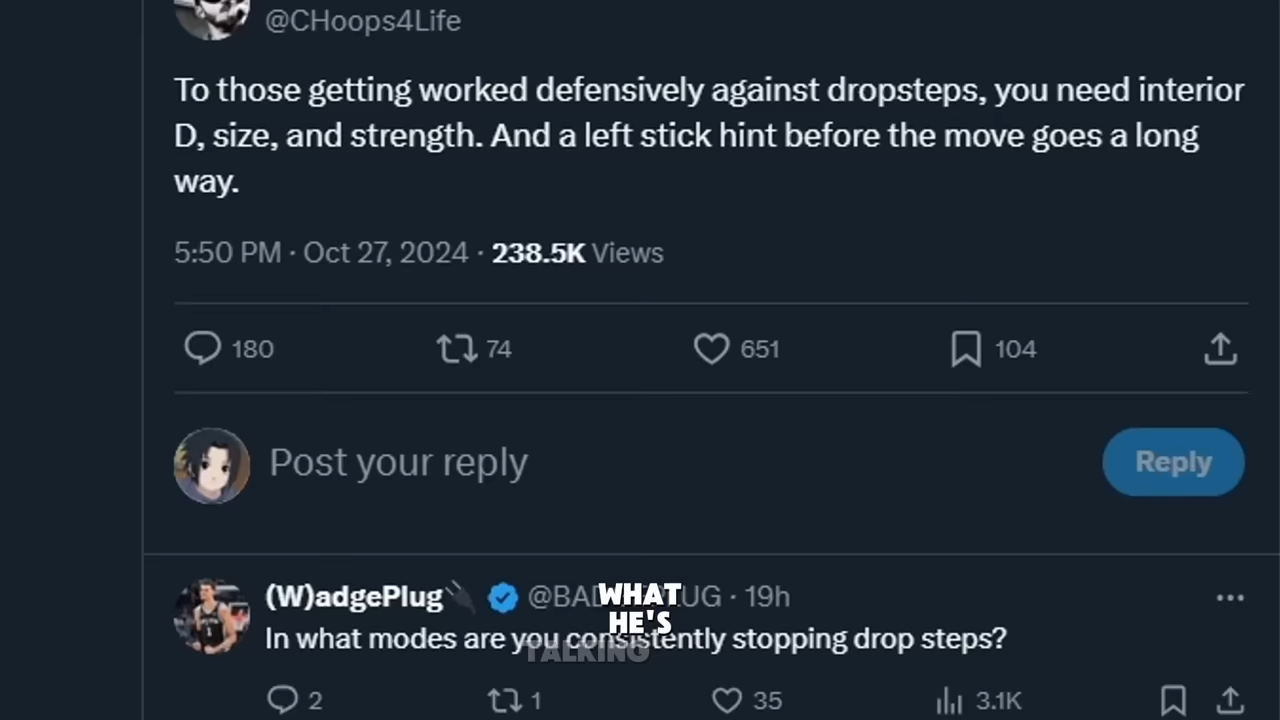 @CHoops4Life
To those getting worked defensively against dropsteps, you need interior
D, size, and strength. And a left stick hint before the move goes a long
way.
5:50 PM · Oct 27, 2024 · 238.5K Views
180 74 651 104
Post your reply
Reply
(W)adgePlug · 19h
WHAT
HE'S
In what modes are you consistently stopping drop steps?
TALKING
2 1 35 3.1K